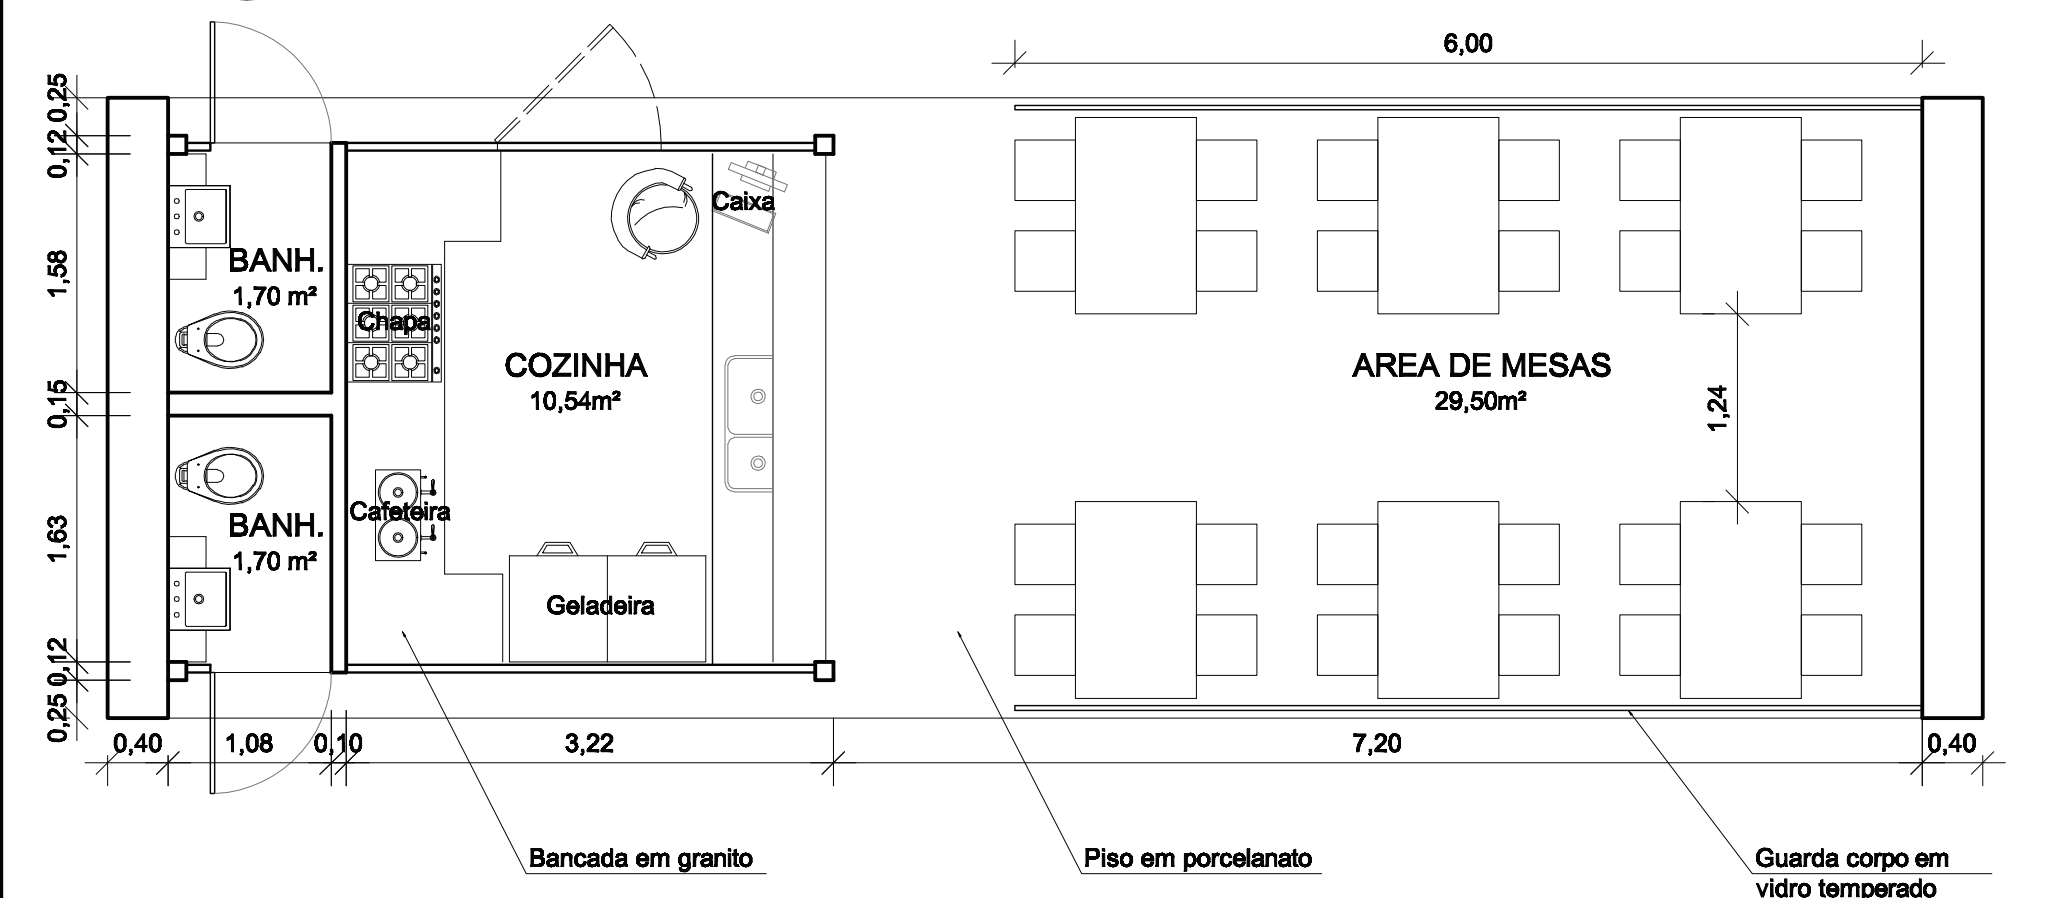 6,00
0,25
0,12
1,58
0,15
1,63
0,12
0,25
Caixa
BANH.
1,70 m²
Chapa
COZINHA
10,54m²
AREA DE MESAS
29,50m²
1,24
Cafeteira
BANH.
1,70 m²
Geladeira
0,40
1,08
0,10
3,22
7,20
0,40
Bancada em granito
Piso em porcelanato
Guarda corpo em
vidro temperado